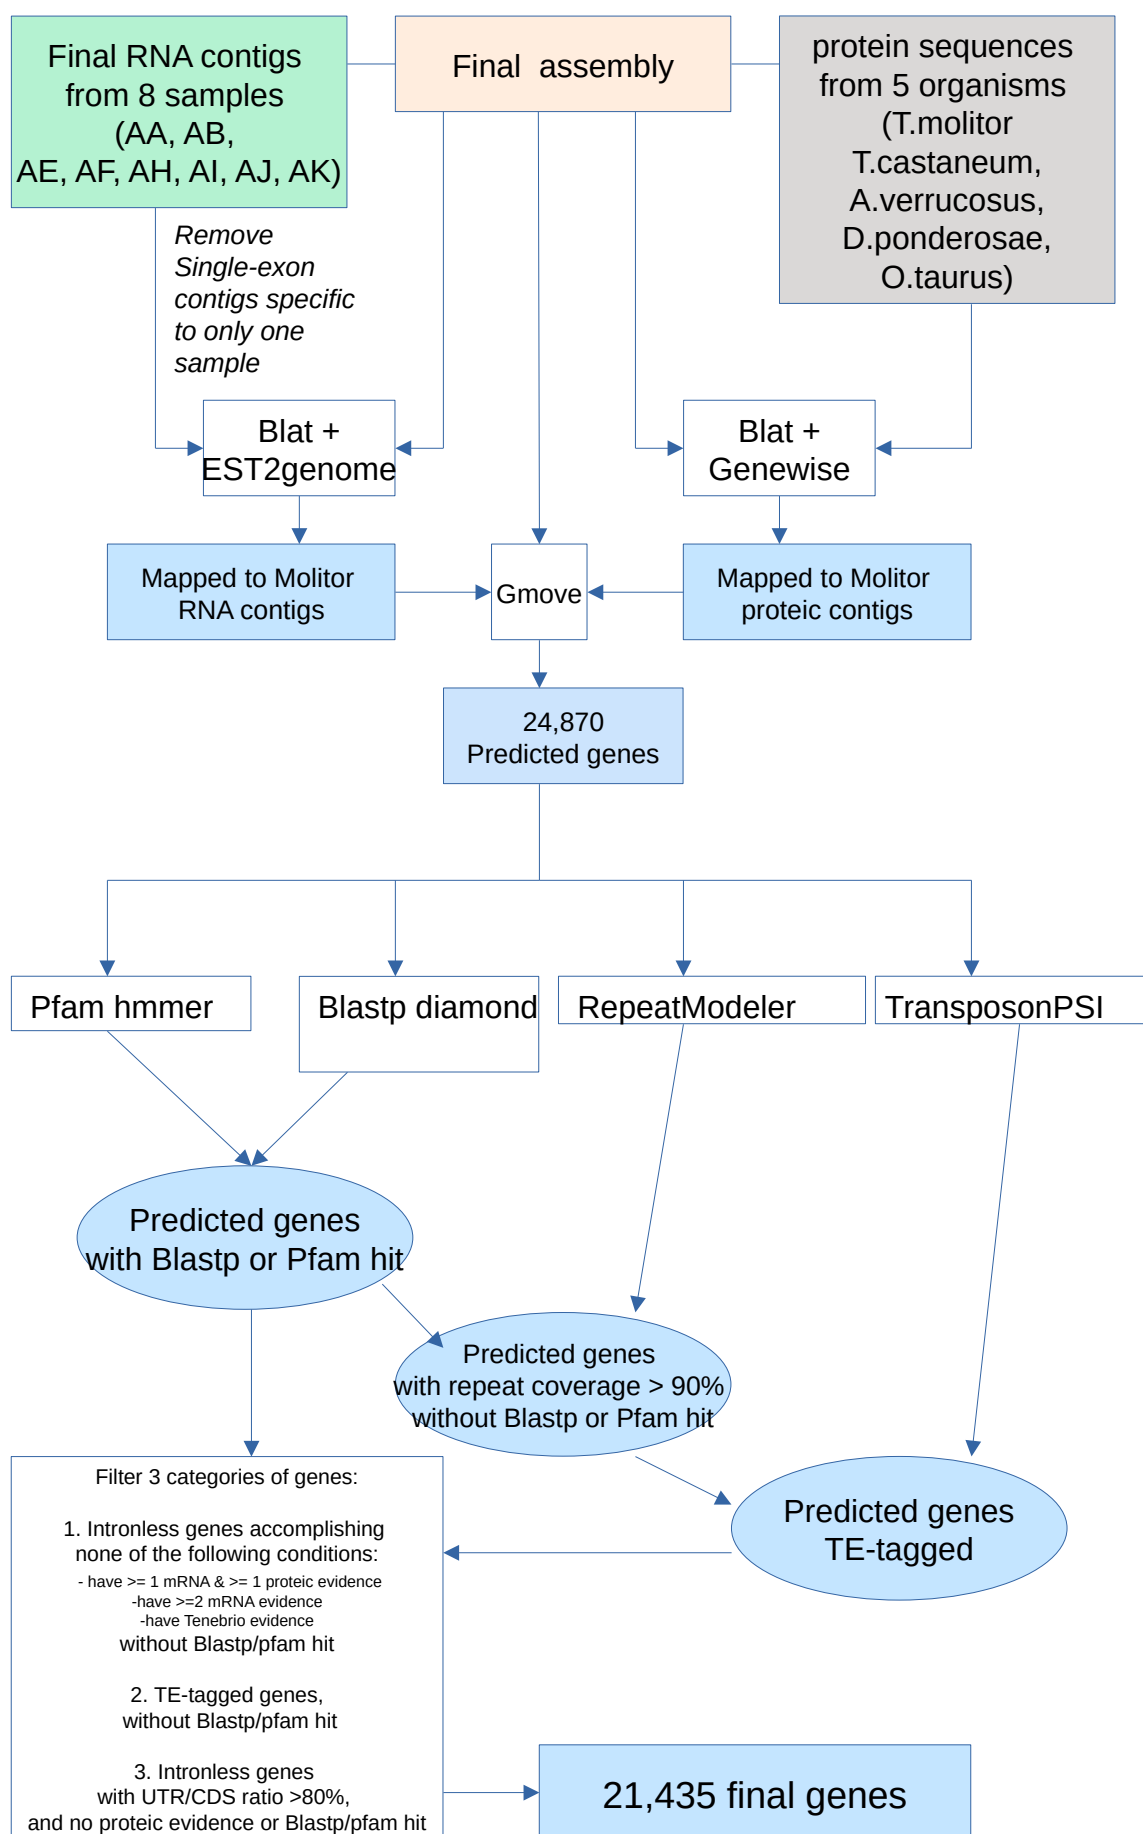 Final RNA contigs
from 8 samples
(AA, AB,
AE, AF, AH, AI, AJ, AK)
Final  assembly
protein sequences
from 5 organisms
(T.molitor
T.castaneum,
A.verrucosus,
D.ponderosae,
O.taurus)
Remove
Single-exon
contigs specific
to only one
sample
Blat +
EST2genome
Blat +
Genewise
Mapped to Molitor
RNA contigs
Gmove
Mapped to Molitor
proteic contigs
24,870
Predicted genes
Pfam hmmer
Blastp diamond
RepeatModeler
TransposonPSI
Predicted genes
with Blastp or Pfam hit
Predicted genes
with repeat coverage > 90%
without Blastp or Pfam hit
Predicted genes
TE-tagged
Filter 3 categories of genes:
1. Intronless genes accomplishing
none of the following conditions:
- have >= 1 mRNA & >= 1 proteic evidence
-have >=2 mRNA evidence
-have Tenebrio evidence
without Blastp/pfam hit
2. TE-tagged genes,
without Blastp/pfam hit
3. Intronless genes
with UTR/CDS ratio >80%,
and no proteic evidence or Blastp/pfam hit
21,435 final genes